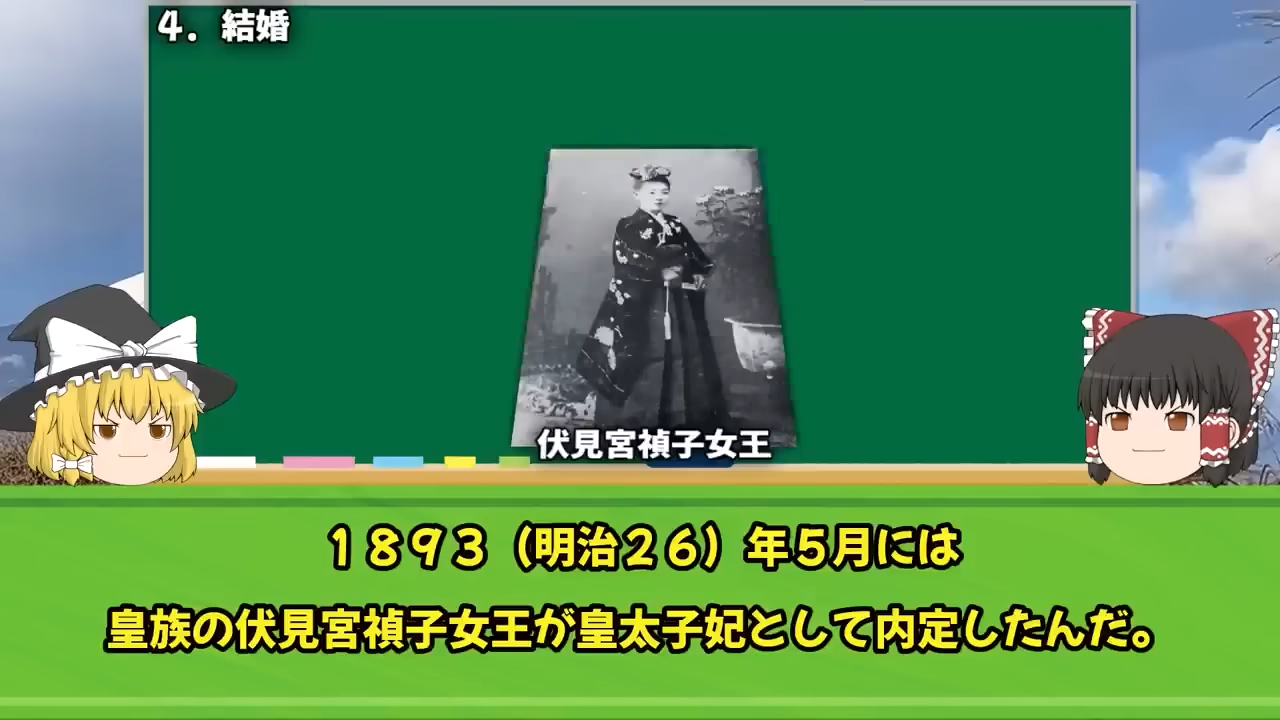 ４．結婚
伏見宮禎子女王
１８９３（明治２６）年５月には
皇族の伏見宮禎子女王が皇太子妃として内定したんだ。